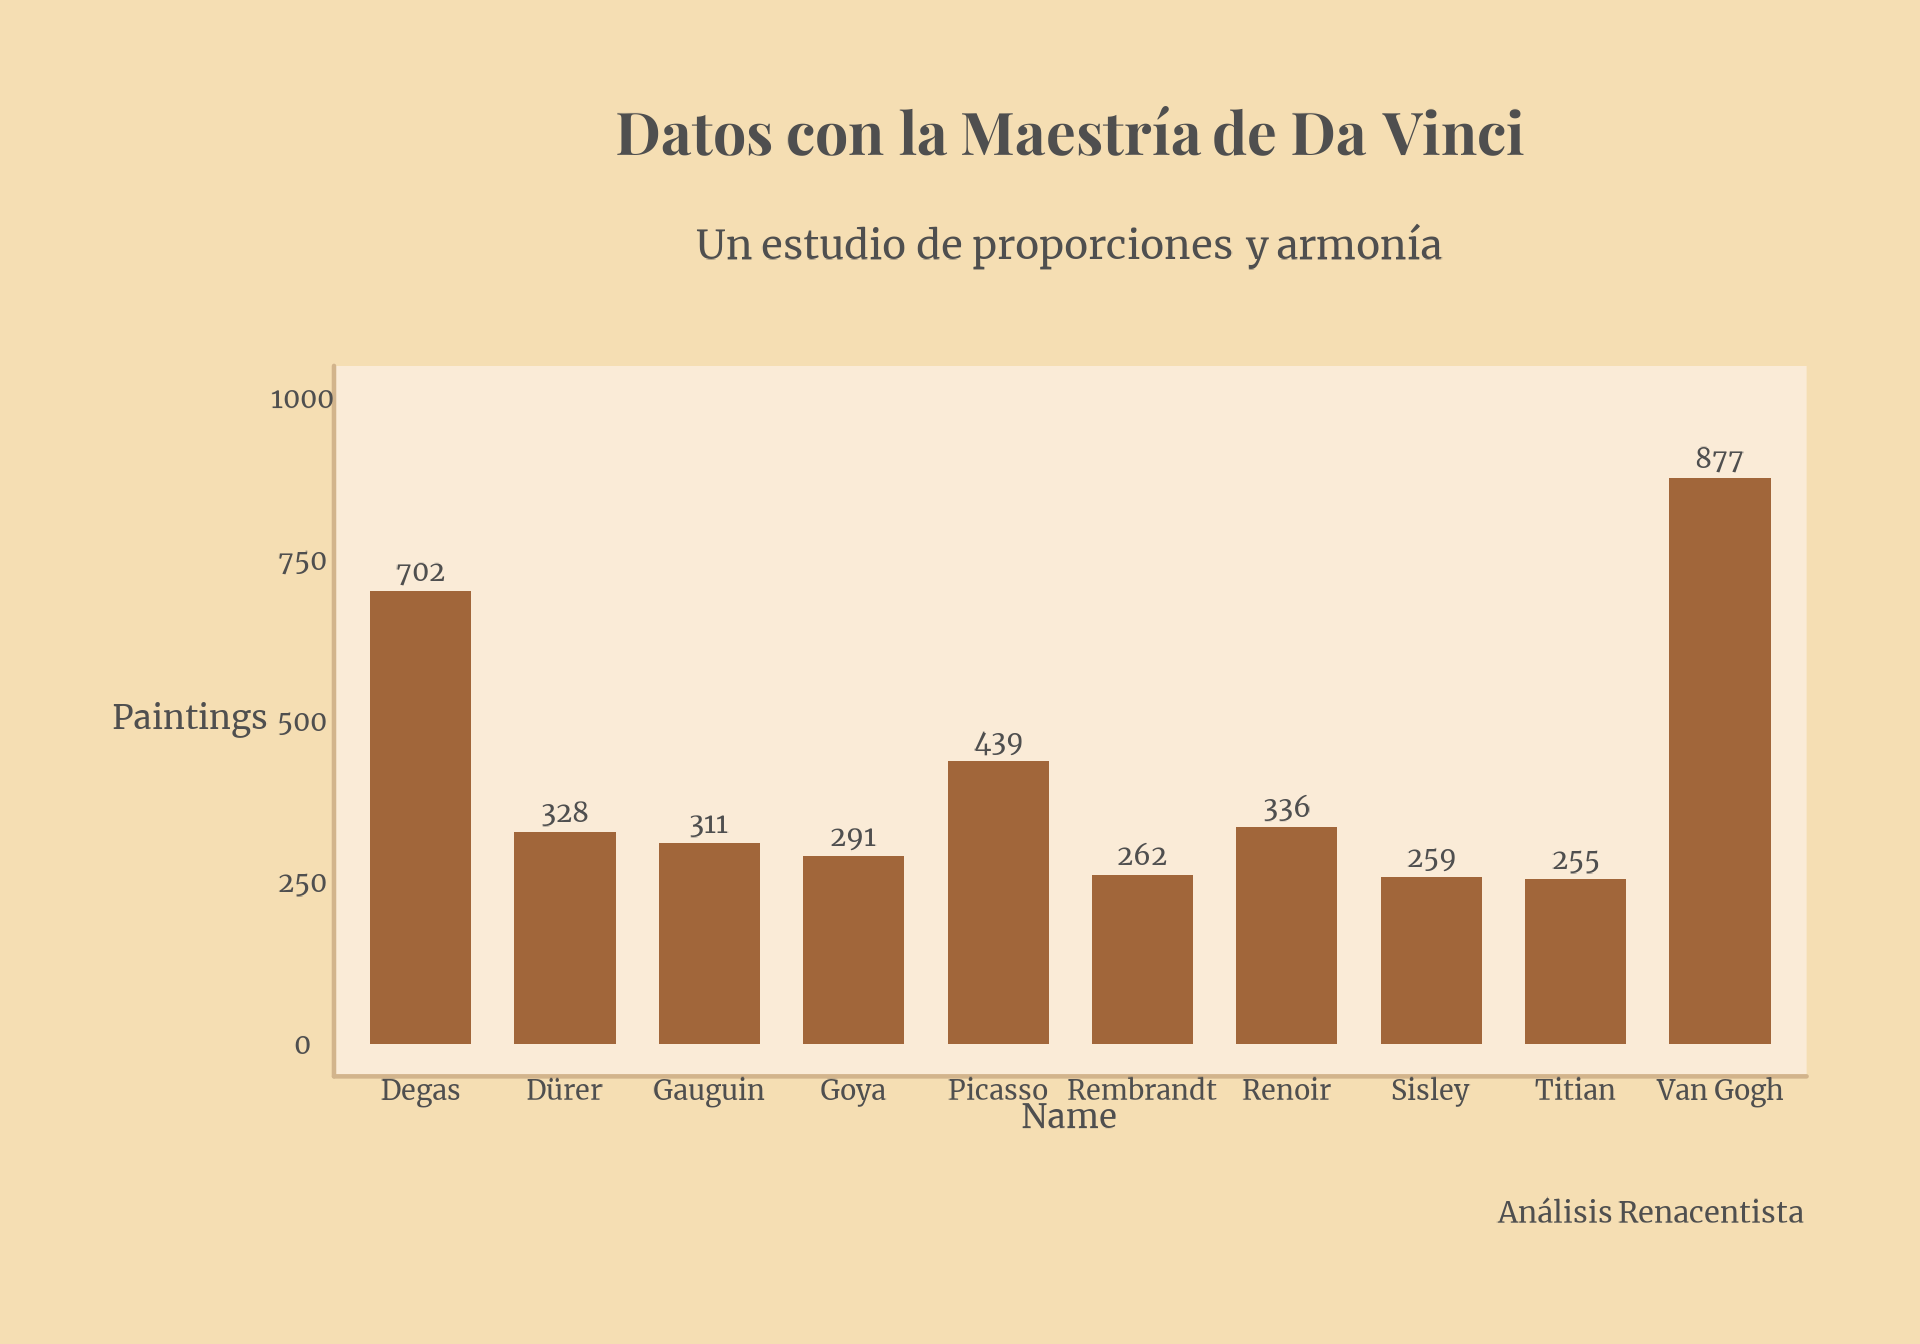 Datos con la Maestría de Da Vinci
Un estudio de proporciones y armonía
1000
750
500
250
0
Paintings
702
328
311
291
439
262
336
259
255
877
Degas Dürer Gauguin Goya Picasso Rembrandt Renoir Sisley Titian Van Gogh
Name
Análisis Renacentista